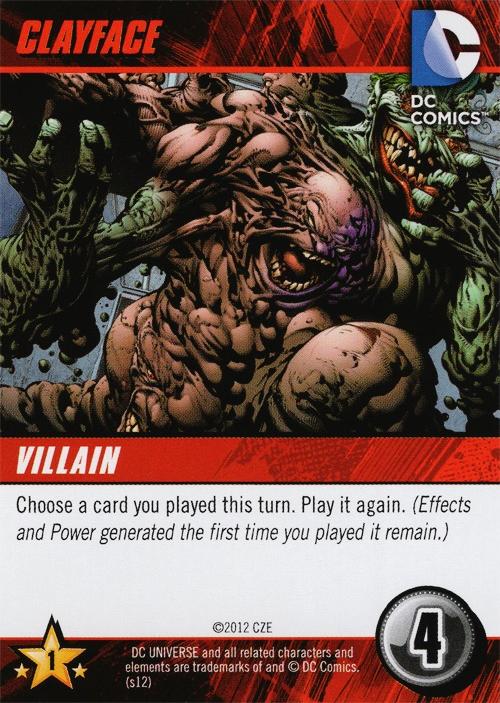 CLAYFACE
DC
COMICS™
VILLAIN
Choose a card you played this turn. Play it again. (Effects
and Power generated the first time you played it remain.)
©2012 CZE
1
DC UNIVERSE and all related characters and
elements are trademarks of and © DC Comics.
(s12)
4